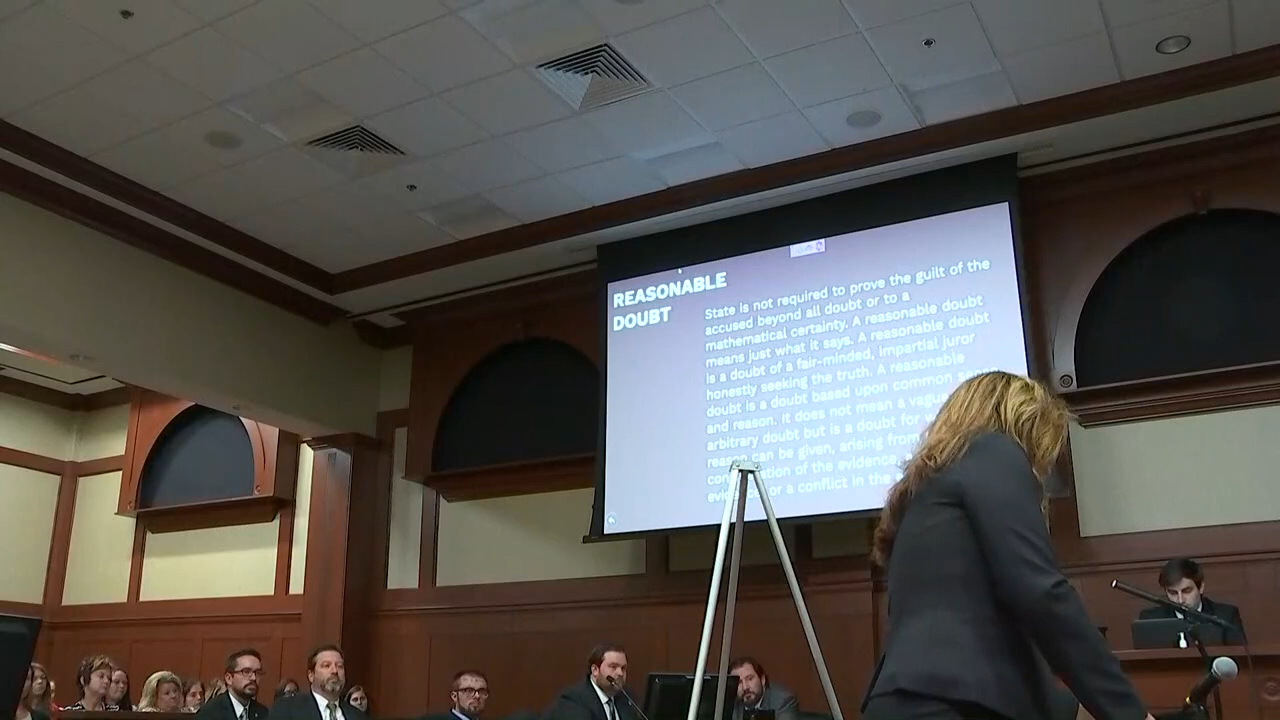 REASONABLE
DOUBT
State is not required to prove the guilt of the
accused beyond all doubt or to a
mathematical certainty. A reasonable doubt
means just what it says. A reasonable doubt
is a doubt of a fair-minded, impartial juror
honestly seeking the truth. A reasonable
doubt is a doubt based upon common
and reason. It does not mean a
arbitrary doubt but is a doubt for
reason can be given, arising from
of the evidence,
or a conflict in the